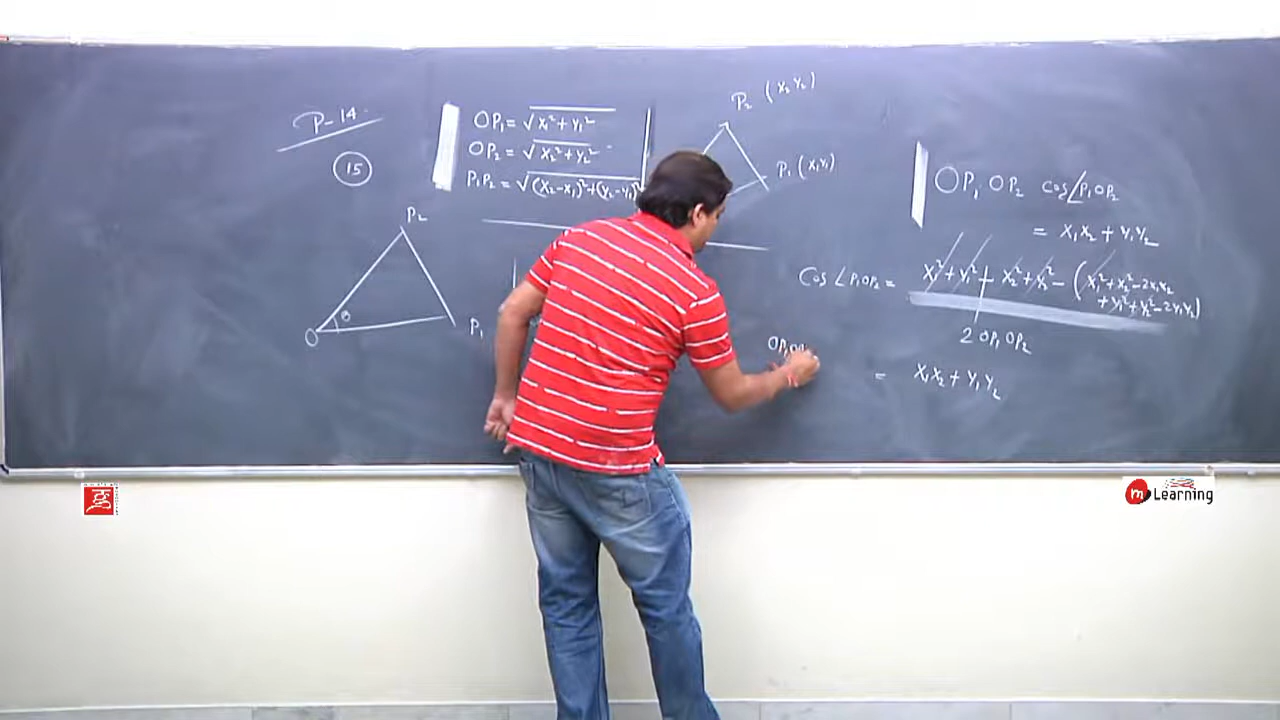 P-14
15
OP₁ = √x₁² + y₁²
OP₂ = √x₂² + y₂²
P₁P₂ = √(x₂-x₁)² + (y₂-y₁)²
P₂ (x₂ y₂)
P₁ (x₁ y₁)
P₂
θ
O
P₁
OP₁ OP₂ cos∠P₁OP₂
= x₁x₂ + y₁y₂
Cos ∠P₁OP₂ = x₁² + y₁² + x₂² + y₂² - (x₁² + x₂² - 2x₁x₂
+ y₁² + y₂² - 2y₁y₂)
2 OP₁ OP₂
= x₁x₂ + y₁y₂
OP₁
m Learning